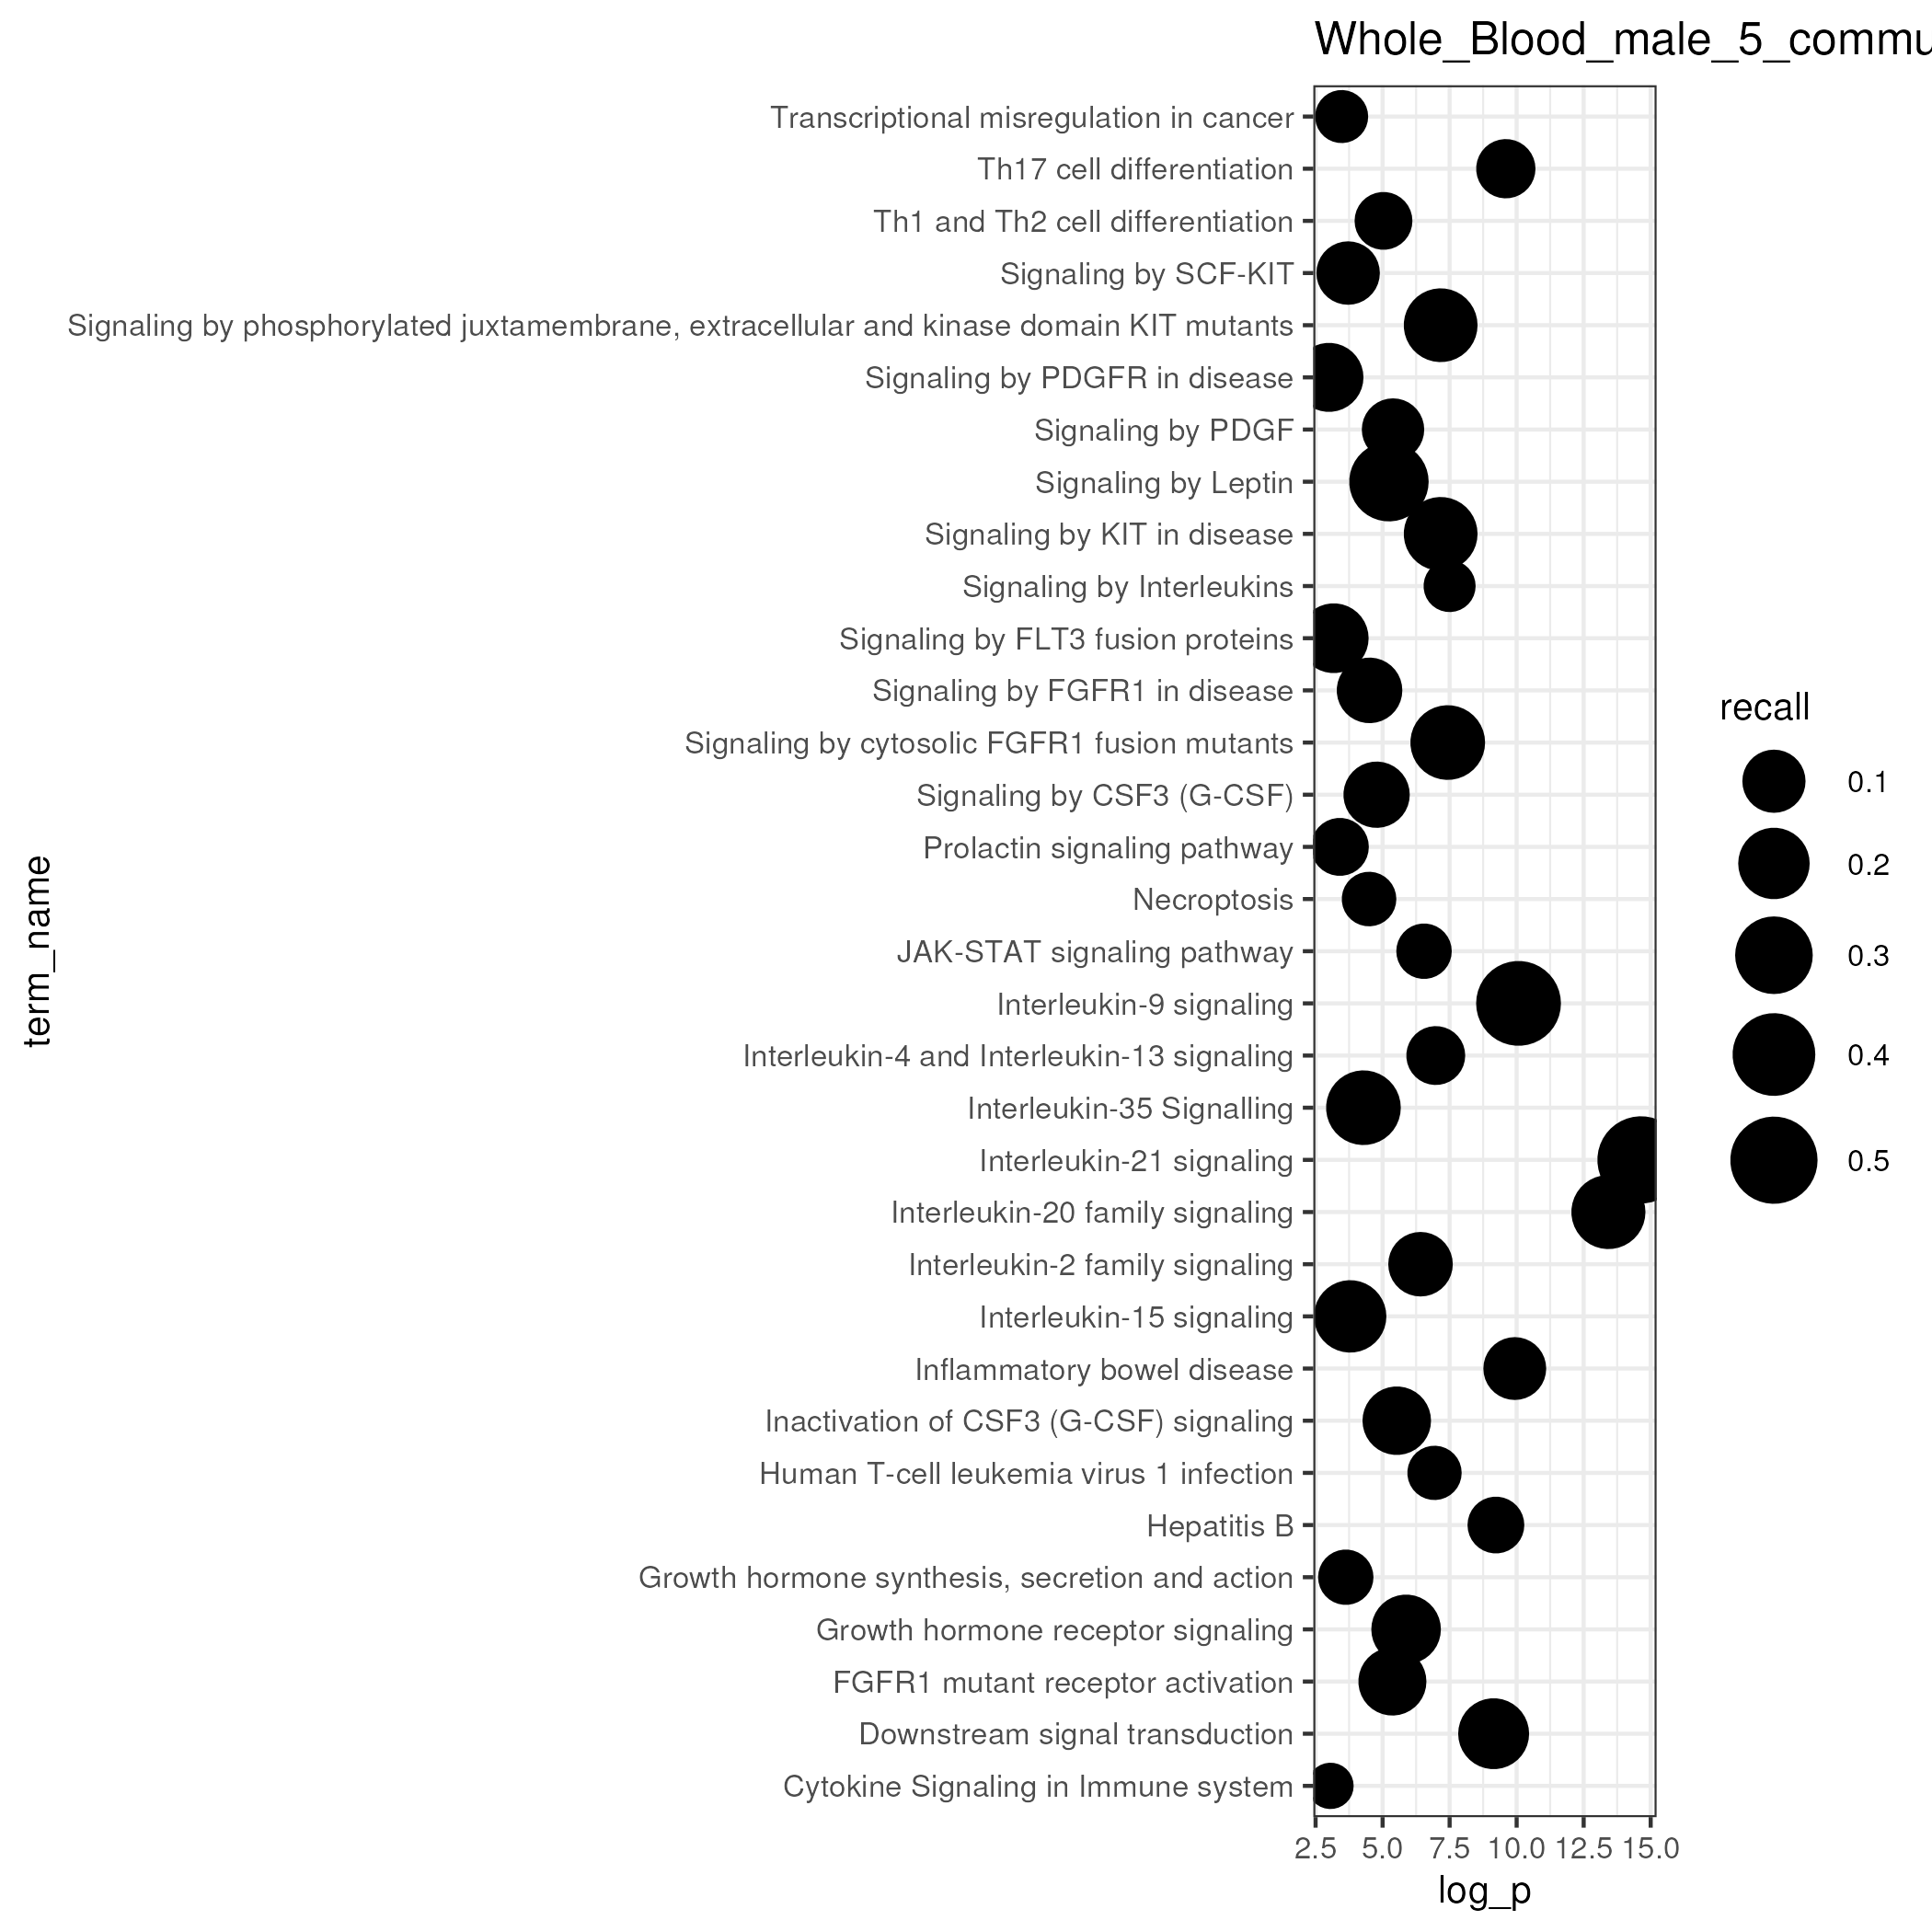 Whole_Blood_male_5_commu
Transcriptional misregulation in cancer
Th17 cell differentiation
Th1 and Th2 cell differentiation
Signaling by SCF-KIT
Signaling by phosphorylated juxtamembrane, extracellular and kinase domain KIT mutants
Signaling by PDGFR in disease
Signaling by PDGF
Signaling by Leptin
Signaling by KIT in disease
Signaling by Interleukins
Signaling by FLT3 fusion proteins
Signaling by FGFR1 in disease
Signaling by cytosolic FGFR1 fusion mutants
Signaling by CSF3 (G-CSF)
Prolactin signaling pathway
Necroptosis
JAK-STAT signaling pathway
Interleukin-9 signaling
Interleukin-4 and Interleukin-13 signaling
Interleukin-35 Signalling
Interleukin-21 signaling
Interleukin-20 family signaling
Interleukin-2 family signaling
Interleukin-15 signaling
Inflammatory bowel disease
Inactivation of CSF3 (G-CSF) signaling
Human T-cell leukemia virus 1 infection
Hepatitis B
Growth hormone synthesis, secretion and action
Growth hormone receptor signaling
FGFR1 mutant receptor activation
Downstream signal transduction
Cytokine Signaling in Immune system
term_name
2.5 5.0 7.5 10.0 12.5 15.0
log_p
recall
0.1
0.2
0.3
0.4
0.5